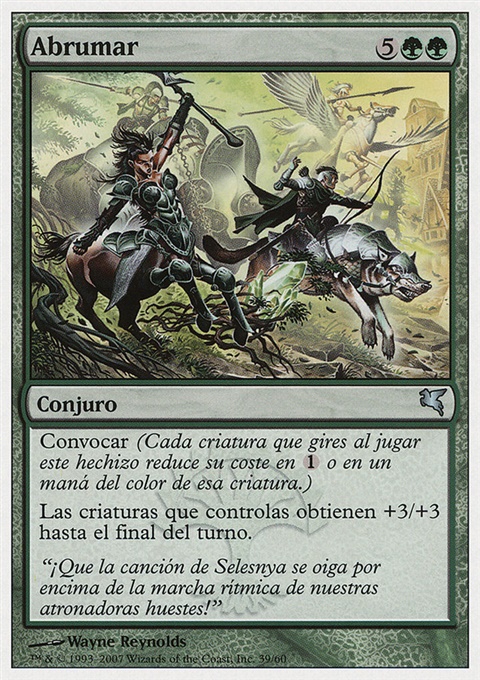 Abrumar 5
Conjuro
Convocar (Cada criatura que gires al jugar
este hechizo reduce su coste en 1 o en un
maná del color de esa criatura.)
Las criaturas que controlas obtienen +3/+3
hasta el final del turno.
“¡Que la canción de Selesnya se oiga por
encima de la marcha rítmica de nuestras
atronadoras huestes!”
Wayne Reynolds
™ & © 1993-2007 Wizards of the Coast, Inc. 39/60